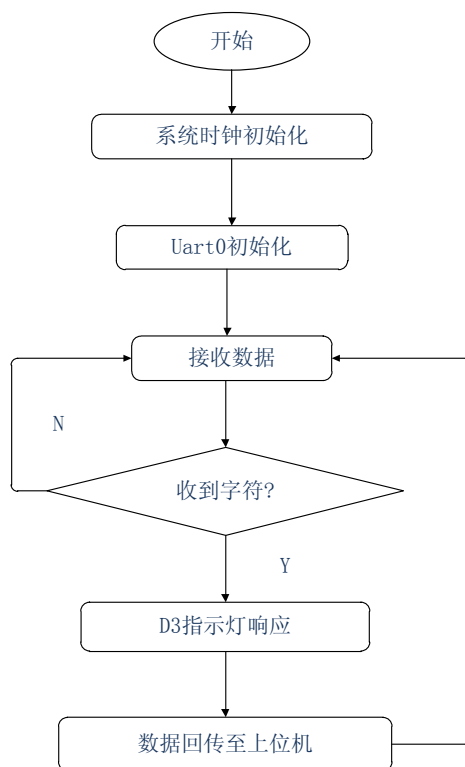 开始
系统时钟初始化
Uart0初始化
接收数据
N
收到字符?
Y
D3指示灯响应
数据回传至上位机